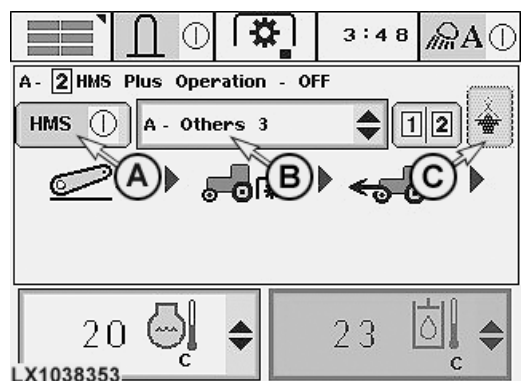 3:48 A
A- 2 HMS Plus Operation - OFF
HMS A - Others 3 1 2
A B C
20 C 23 C
LX1038353